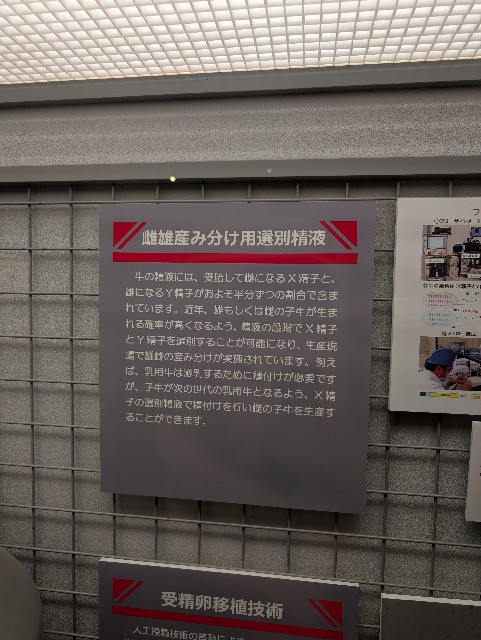 雌雄産み分け用選別精液
牛の精液には、受胎して雌になるX精子と、
雄になるY精子がおよそ半分ずつの割合で含ま
れています。近年、雄もしくは雌の子牛が生ま
れる確率が高くなるよう、精液の段階でX精子
とY精子を選別することが可能になり、生産現
場で雄雌の産み分けが実施されています。例え
ば、乳用牛は泌乳するために種付けが必要です
が、子牛が次の世代の乳用牛となるよう、X精
子の選別精液で種付けを行い雌の子牛を生産す
ることができます。
受精卵移植技術